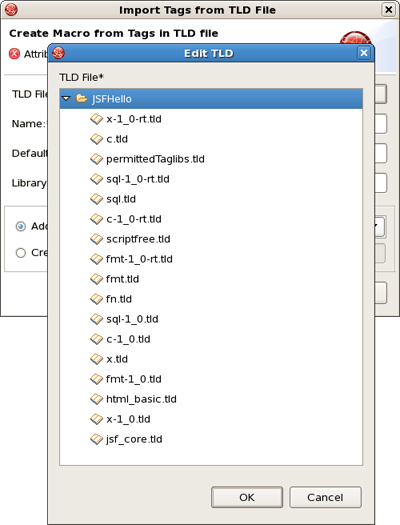 Import Tags from TLD File
Create Macro from Tags in TLD file
Attrib
Edit TLD
TLD File*
TLD File
JSFHello
x-1_0-rt.tld
Name:
c.tld
Default
permittedTaglibs.tld
sql-1_0-rt.tld
Library
sql.tld
c-1_0-rt.tld
Add
scriptfree.tld
Cre
fmt-1_0-rt.tld
fmt.tld
fn.tld
sql-1_0.tld
c-1_0.tld
x.tld
fmt-1_0.tld
html_basic.tld
x-1_0.tld
jsf_core.tld
OK Cancel